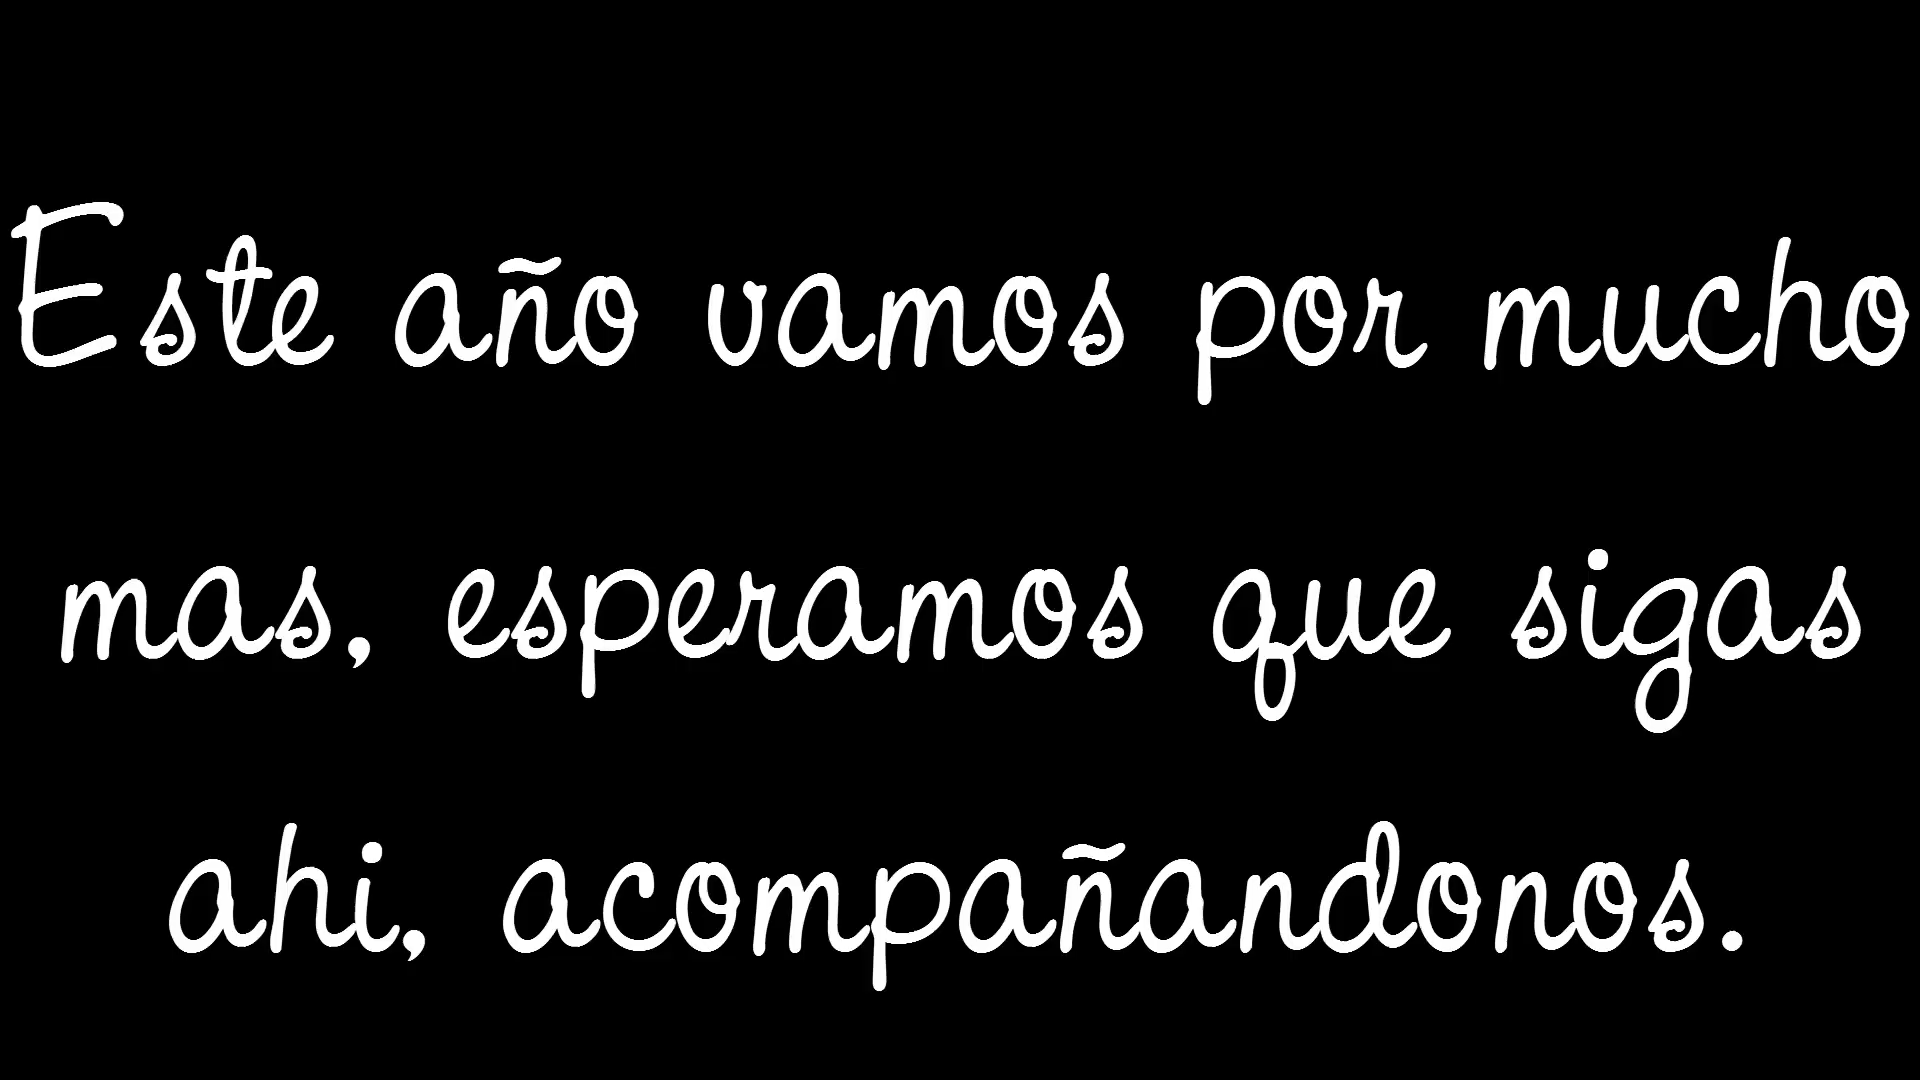 Este año vamos por mucho
mas, esperamos que sigas
ahi, acompañandonos.